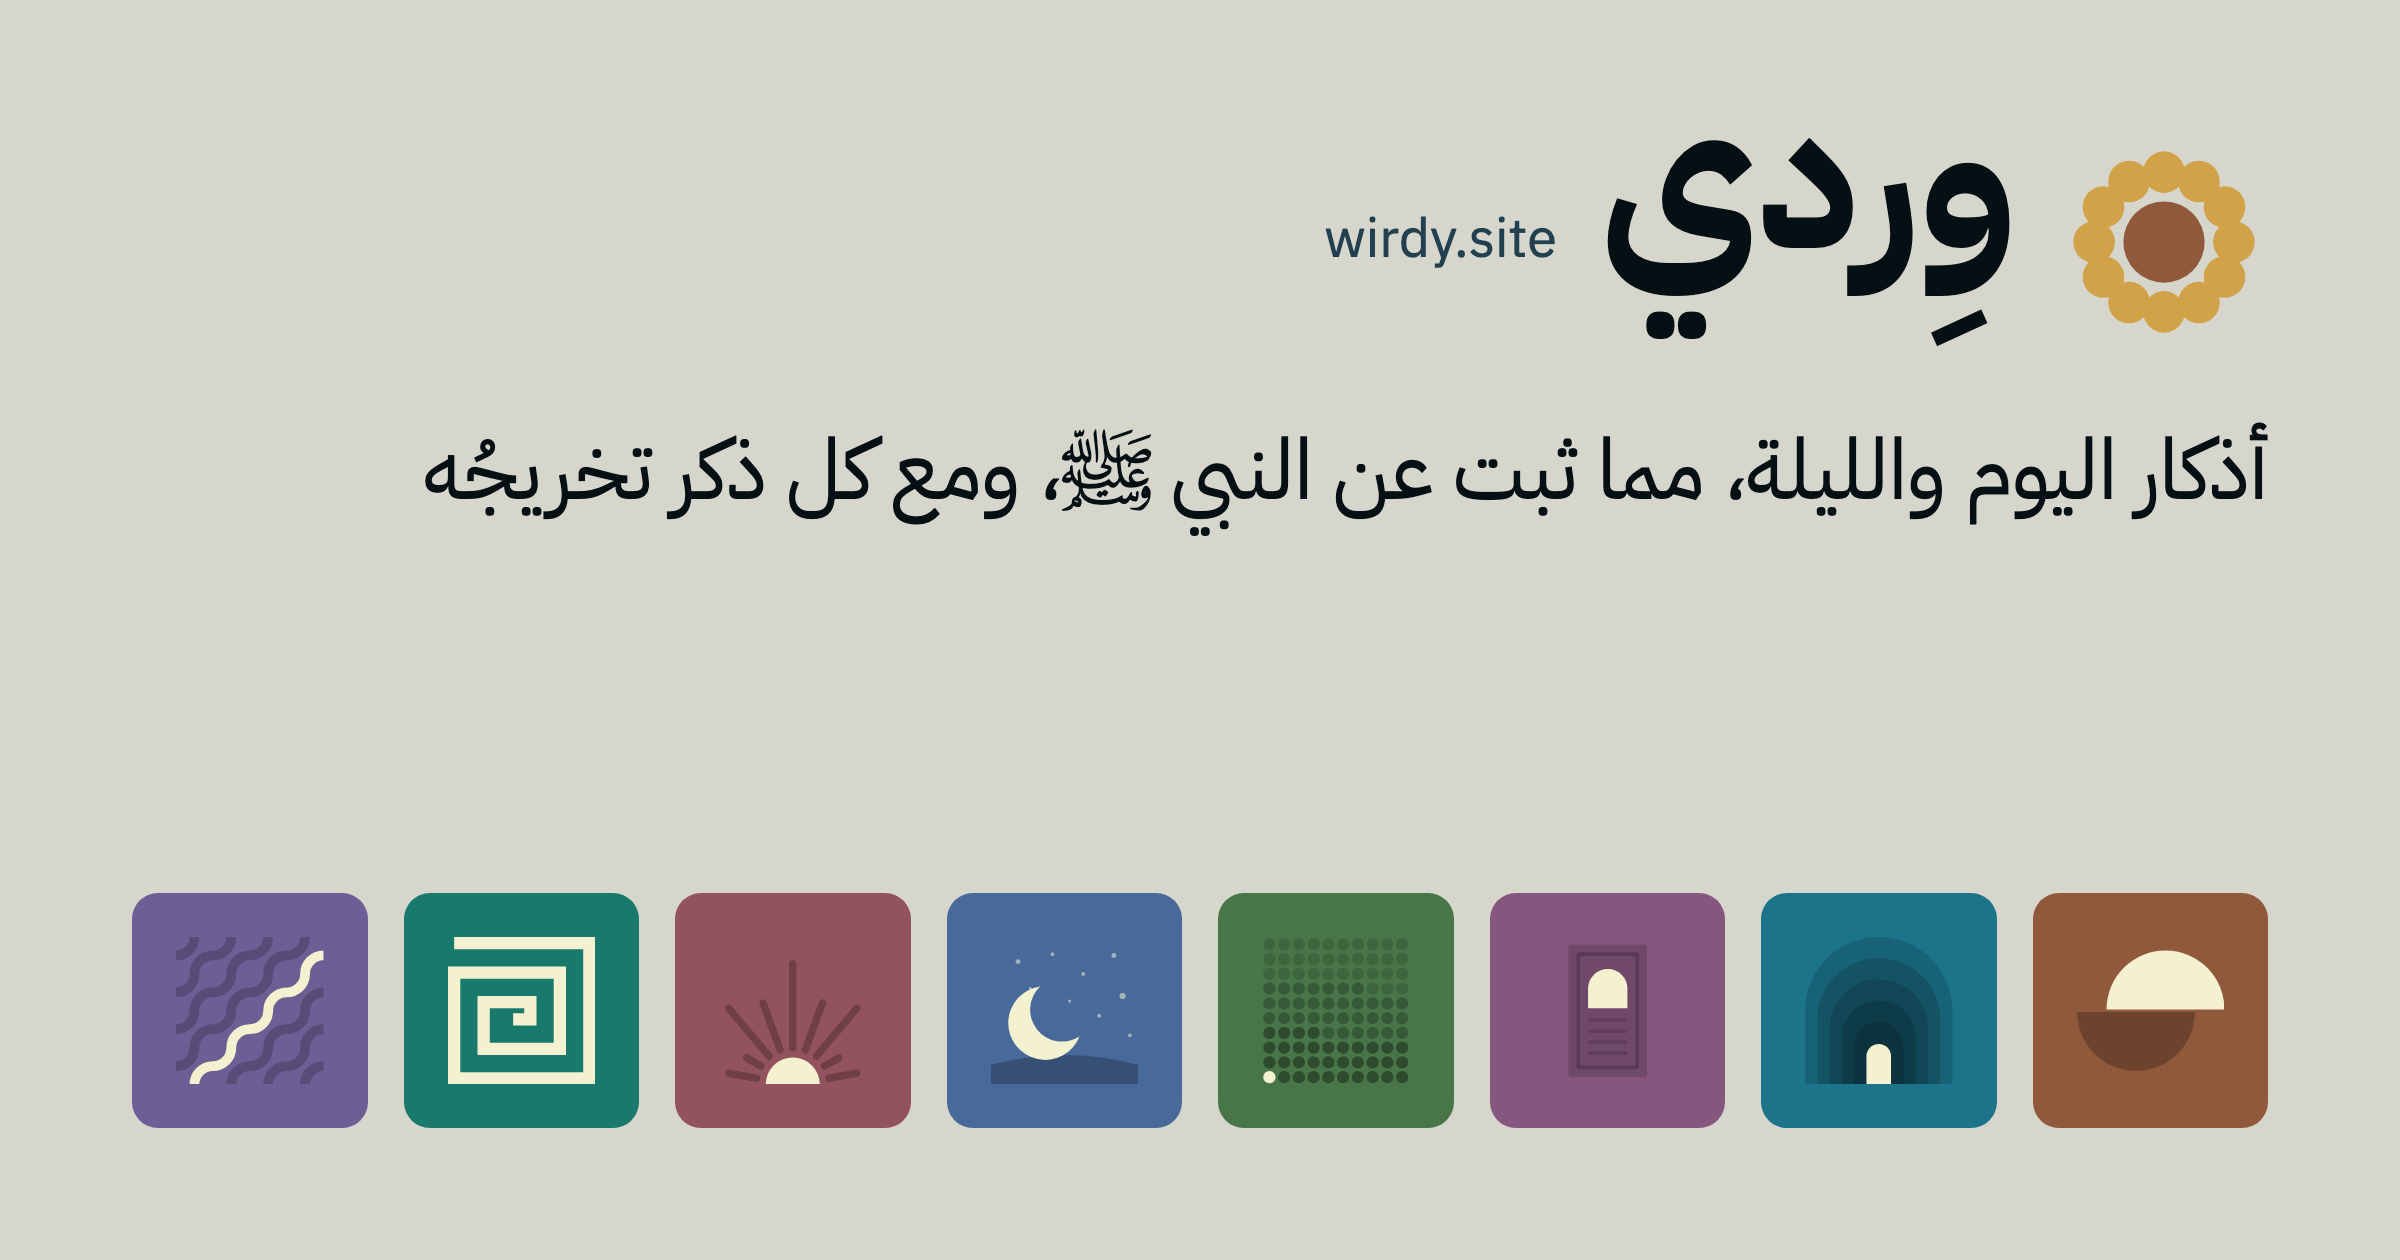 وِردي wirdy.site
أذكار اليوم والليلة، مما ثبت عن النبي ﷺ، ومع كل ذكر تخريجُه